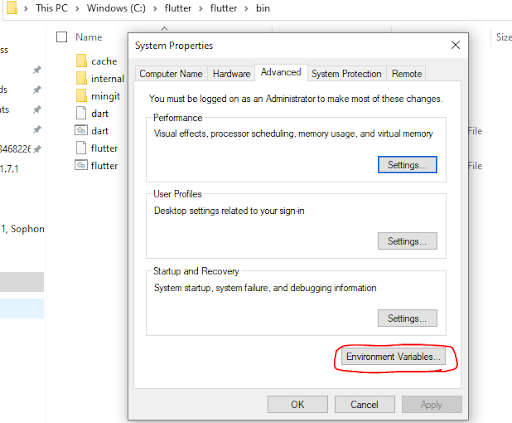 This PC > Windows (C:) > flutter > flutter > bin
Name
Size
ess
cache
internal
mingit
dart
dart
flutter
flutter
ds
ts
8468226
1.7.1
1, Sophon
File
File
System Properties
Computer Name Hardware Advanced System Protection Remote
You must be logged on as an Administrator to make most of these changes.
Performance
Visual effects, processor scheduling, memory usage, and virtual memory
Settings...
User Profiles
Desktop settings related to your sign-in
Settings...
Startup and Recovery
System startup, system failure, and debugging information
Settings...
Environment Variables...
OK Cancel Apply